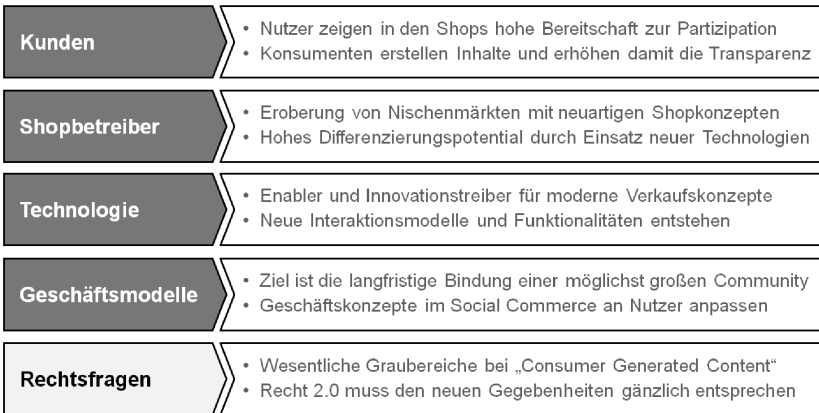 Kunden
• Nutzer zeigen in den Shops hohe Bereitschaft zur Partizipation
• Konsumenten erstellen Inhalte und erhöhen damit die Transparenz
Shopbetreiber
• Eroberung von Nischenmärkten mit neuartigen Shopkonzepten
• Hohes Differenzierungspotential durch Einsatz neuer Technologien
Technologie
• Enabler und Innovationstreiber für moderne Verkaufskonzepte
• Neue Interaktionsmodelle und Funktionalitäten entstehen
Geschäftsmodelle
• Ziel ist die langfristige Bindung einer möglichst großen Community
• Geschäftskonzepte im Social Commerce an Nutzer anpassen
Rechtsfragen
• Wesentliche Graubereiche bei „Consumer Generated Content“
• Recht 2.0 muss den neuen Gegebenheiten gänzlich entsprechen